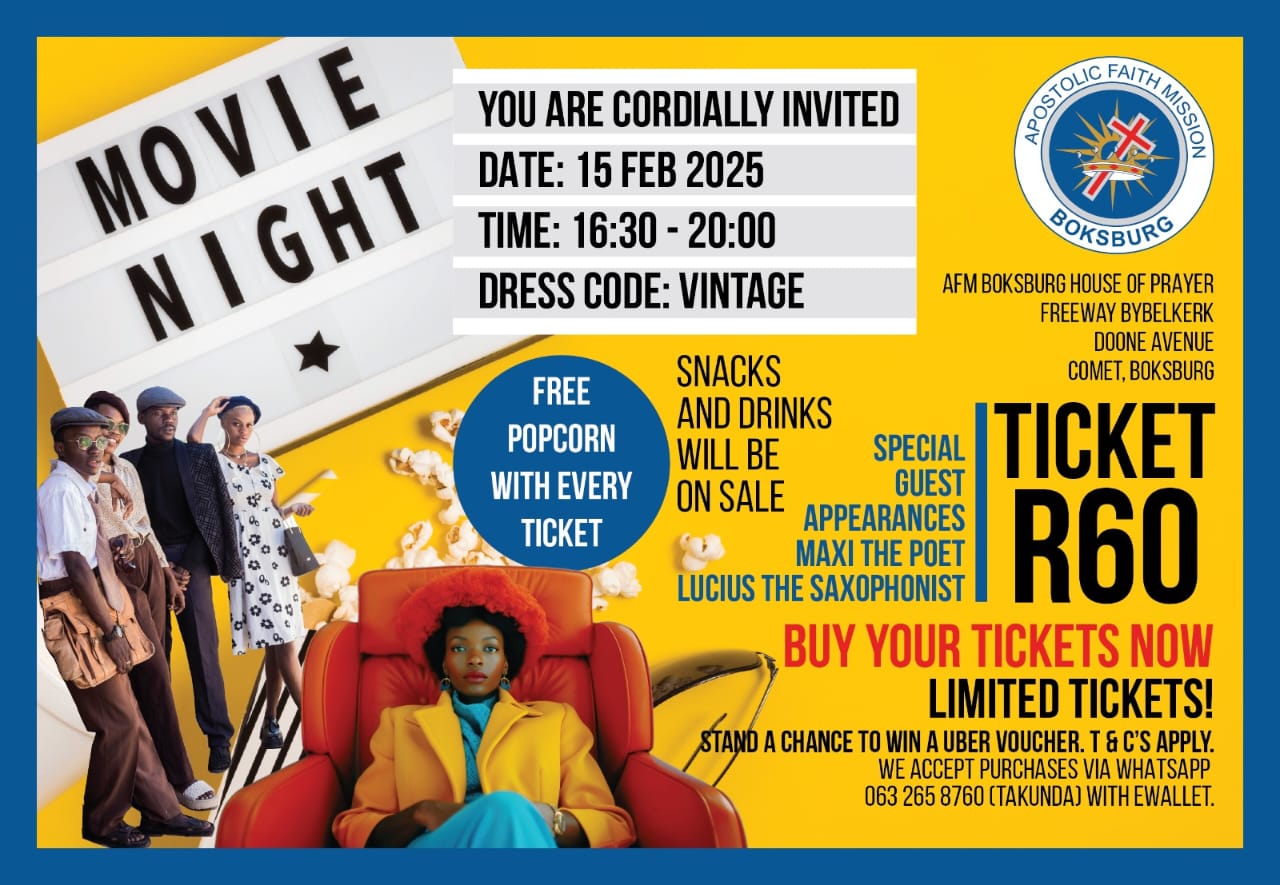 MOVIE
NIGHT
YOU ARE CORDIALLY INVITED
DATE: 15 FEB 2025
TIME: 16:30 - 20:00
DRESS CODE: VINTAGE
APOSTOLIC FAITH MISSION
BOKSBURG
AFM BOKSBURG HOUSE OF PRAYER
FREEWAY BYBELKERK
DOONE AVENUE
COMET, BOKSBURG
FREE
POPCORN
WITH EVERY
TICKET
SNACKS
AND DRINKS
WILL BE
ON SALE
SPECIAL
GUEST
APPEARANCES
MAXI THE POET
LUCIUS THE SAXOPHONIST
TICKET
R60
BUY YOUR TICKETS NOW
LIMITED TICKETS!
STAND A CHANCE TO WIN A UBER VOUCHER. T & C'S APPLY.
WE ACCEPT PURCHASES VIA WHATSAPP
063 265 8760 (TAKUNDA) WITH EWALLET.